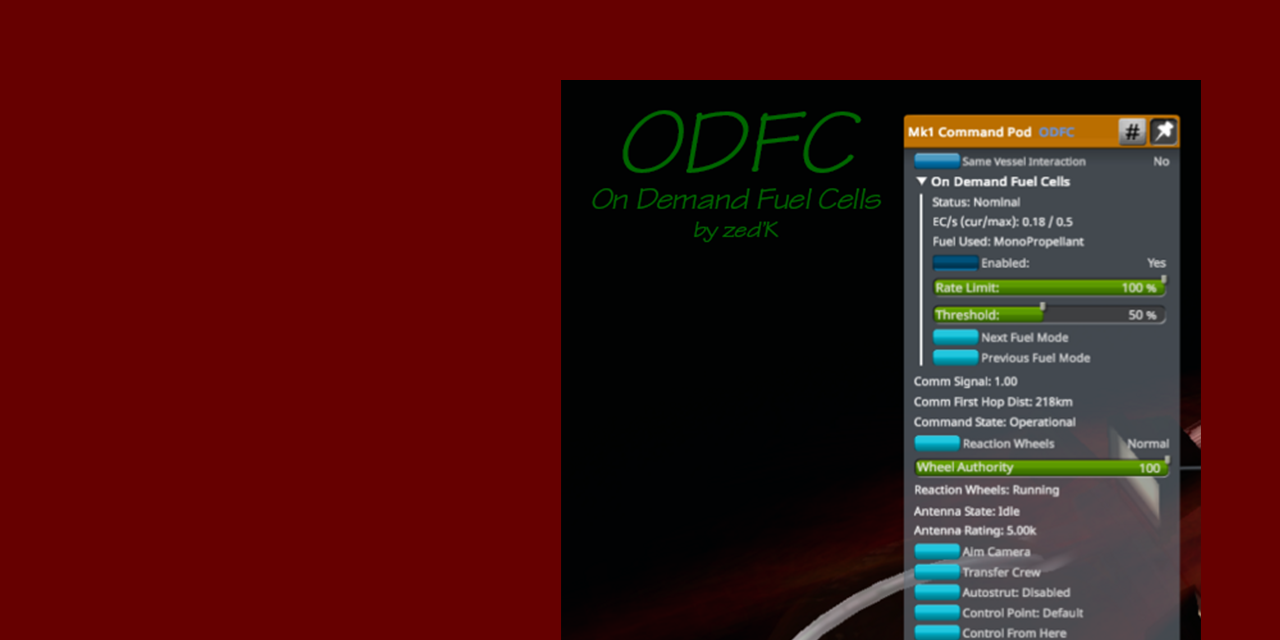 ODFC
On Demand Fuel Cells
by zed'K
Mk1 Command Pod ODFC #
Same Vessel Interaction No
On Demand Fuel Cells
Status: Nominal
EC/s (cur/max): 0.18 / 0.5
Fuel Used: MonoPropellant
Enabled: Yes
Rate Limit: 100 %
Threshold: 50 %
Next Fuel Mode
Previous Fuel Mode
Comm Signal: 1.00
Comm First Hop Dist: 218km
Command State: Operational
Reaction Wheels Normal
Wheel Authority 100
Reaction Wheels: Running
Antenna State: Idle
Antenna Rating: 5.00k
Aim Camera
Transfer Crew
Autostrut: Disabled
Control Point: Default
Control From Here